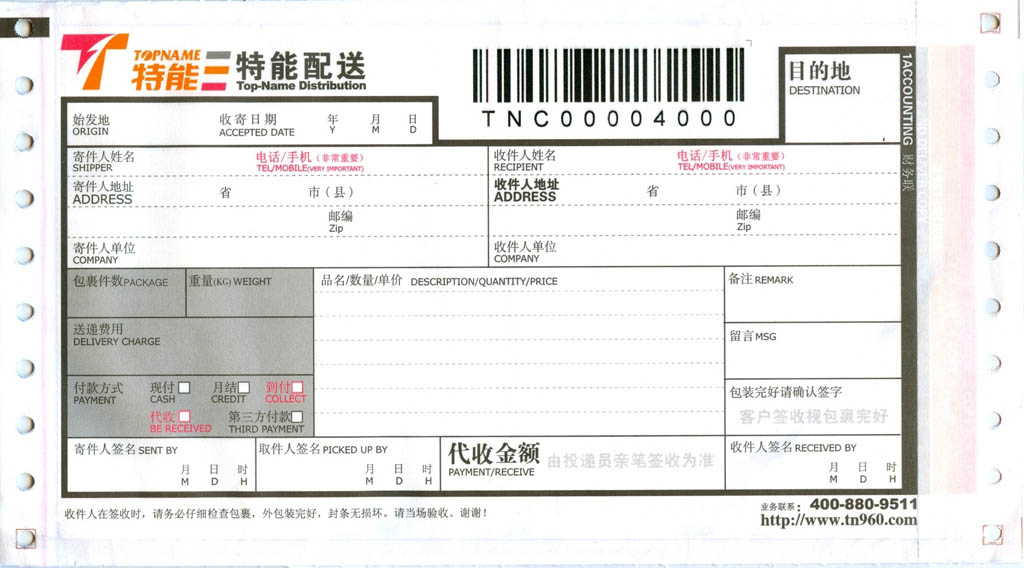 TOPNAME
特能 特能配送
Top-Name Distribution
TNC00004000
目的地
DESTINATION
始发地 收寄日期 年 月 日
ORIGIN ACCEPTED DATE Y M D
寄件人姓名 电话/手机（非常重要）
SHIPPER TEL/MOBILE(VERY IMPORTANT)
收件人姓名 电话/手机（非常重要）
RECIPIENT TEL/MOBILE(VERY IMPORTANT)
寄件人地址 省 市（县）
ADDRESS
收件人地址 省 市（县）
ADDRESS
邮编
Zip
邮编
Zip
寄件人单位
COMPANY
收件人单位
COMPANY
包裹件数PACKAGE
重量(KG) WEIGHT
品名/数量/单价 DESCRIPTION/QUANTITY/PRICE
备注 REMARK
送递费用
DELIVERY CHARGE
留言MSG
付款方式 现付 月结 到付
PAYMENT CASH CREDIT COLLECT
代收 第三方付款
BE RECEIVED THIRD PAYMENT
包装完好请确认签字
客户签收视包裹完好
寄件人签名 SENT BY
月 日 时
M D H
取件人签名 PICKED UP BY
月 日 时
M D H
代收金额 由投递员亲笔签收为准
PAYMENT/RECEIVE
收件人签名 RECEIVED BY
月 日 时
M D H
1ACCOUNTING 财务联
收件人在签收时，请务必仔细检查包裹，外包装完好，封条无损坏。请当场验收。谢谢！
业务联系：400-880-9511
http://www.tn960.com